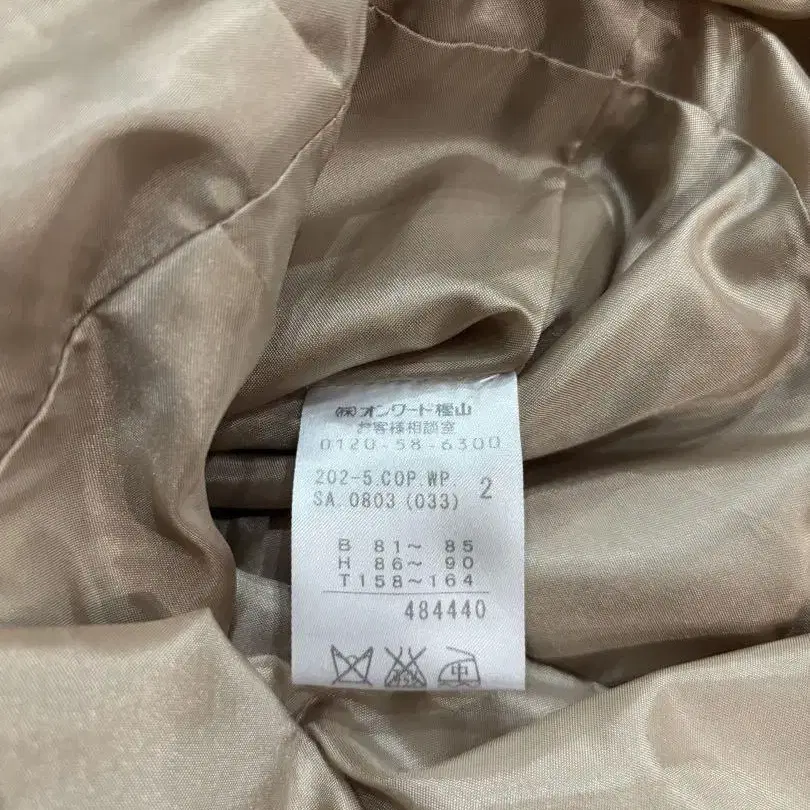 ㈱オンワード樫山
お客様相談室
0120-58-6300
202-5.COP.WP. 2
SA.0803(033)
B 81～ 85
H 86～ 90
T158～164
484440
中